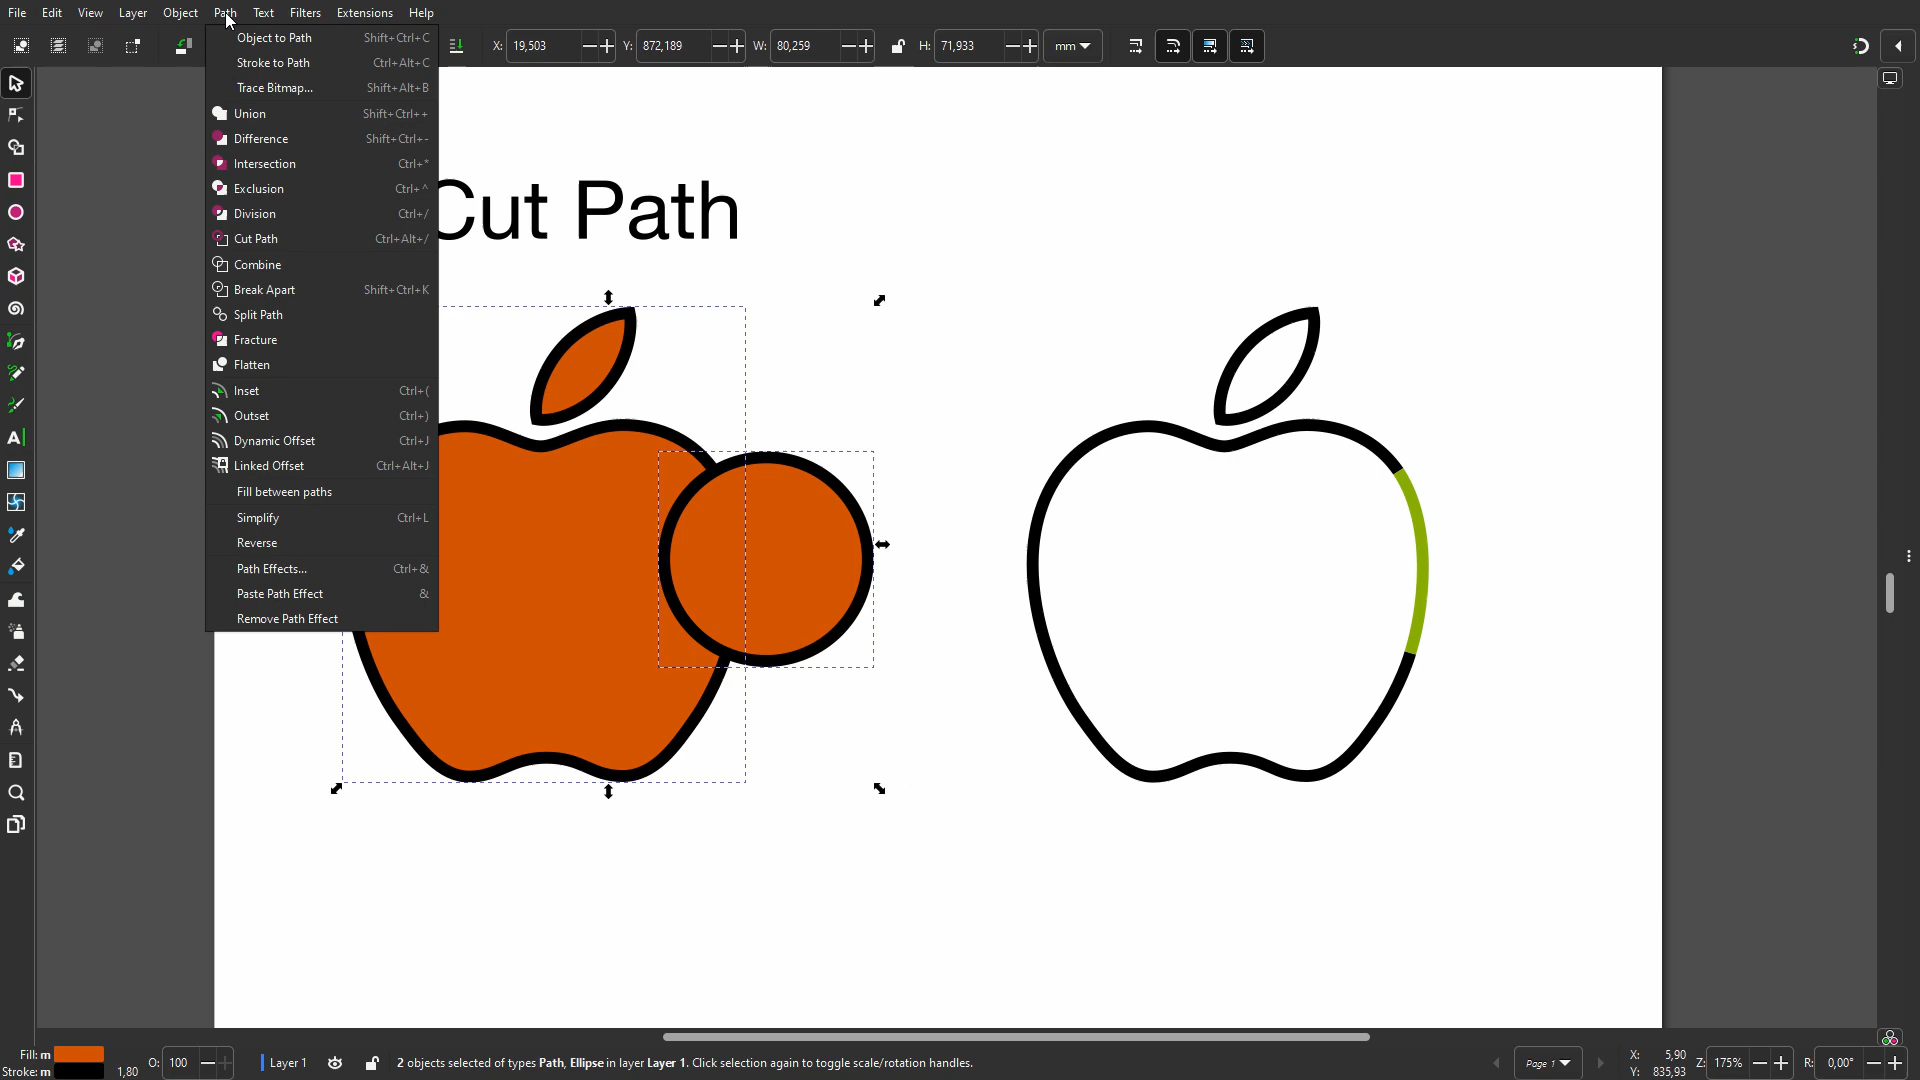 File Edit View Layer Object Path Text Filters Extensions Help
X: 19,503 Y: 872,189 W: 80,259 H: 71,933 mm
Object to Path Shift+Ctrl+C
Stroke to Path Ctrl+Alt+C
Trace Bitmap... Shift+Alt+B
Union Shift+Ctrl++
Difference Shift+Ctrl+-
Intersection Ctrl+*
Exclusion Ctrl+^
Division Ctrl+/
Cut Path Ctrl+Alt+/
Combine
Break Apart Shift+Ctrl+K
Split Path
Fracture
Flatten
Inset Ctrl+(
Outset Ctrl+)
Dynamic Offset Ctrl+J
Linked Offset Ctrl+Alt+J
Fill between paths
Simplify Ctrl+L
Reverse
Path Effects... Ctrl+&
Paste Path Effect &
Remove Path Effect
Cut Path
Fill: m
Stroke: m 1,80
O: 100
Layer 1
2 objects selected of types Path, Ellipse in layer Layer 1. Click selection again to toggle scale/rotation handles.
Page 1
X: 5,90
Y: 835,93
Z: 175%
R: 0,00°